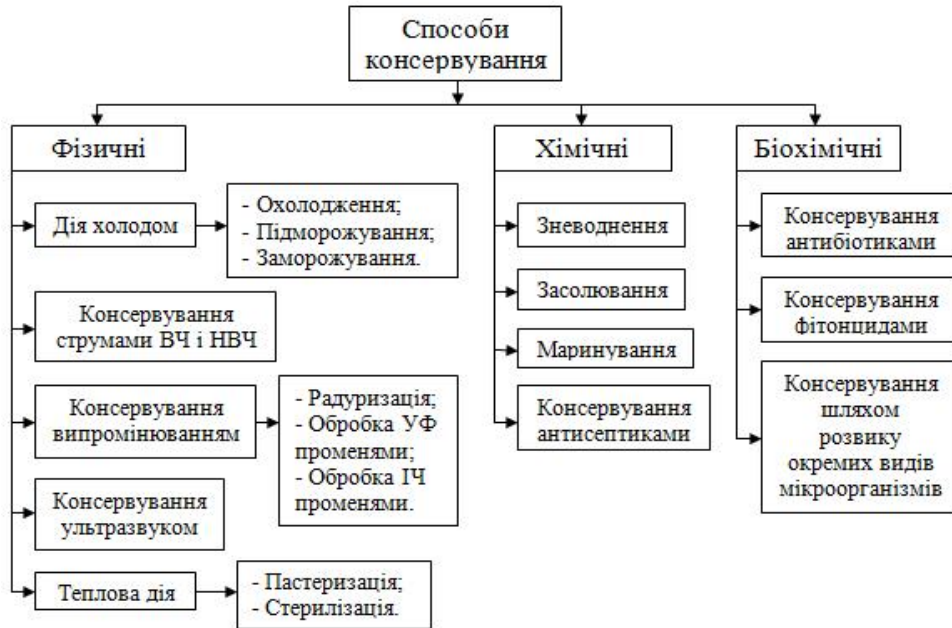 Способи
консервування
Фізичні
Хімічні
Біохімічні
Дія холодом
- Охолодження;
- Підморожування;
- Заморожування.
Консервування
струмами ВЧ і НВЧ
Консервування
випромінюванням
- Радуризація;
- Обробка УФ
променями;
- Обробка ІЧ
променями.
Консервування
ультразвуком
Теплова дія
- Пастеризація;
- Стерилізація.
Зневоднення
Засолювання
Маринування
Консервування
антисептиками
Консервування
антибіотиками
Консервування
фітонцидами
Консервування
шляхом
розвику
окремих видів
мікроорганізмів